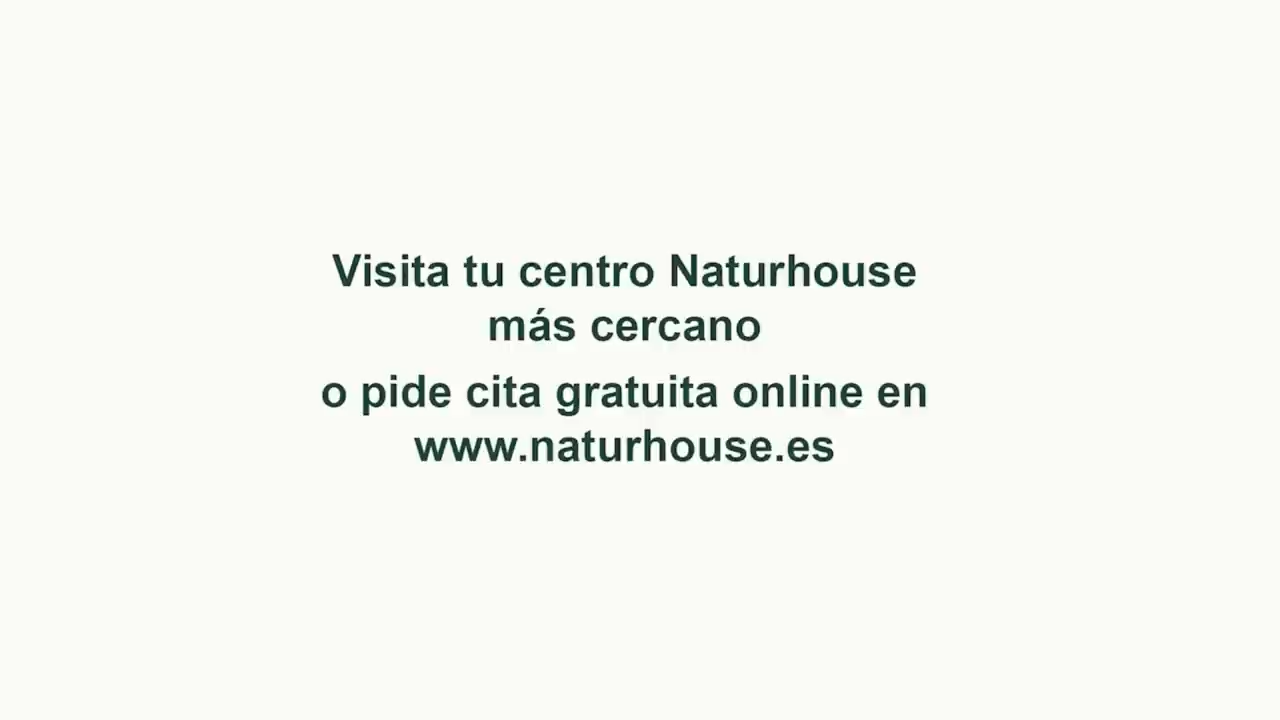 Visita tu centro Naturhouse
más cercano
o pide cita gratuita online en
www.naturhouse.es